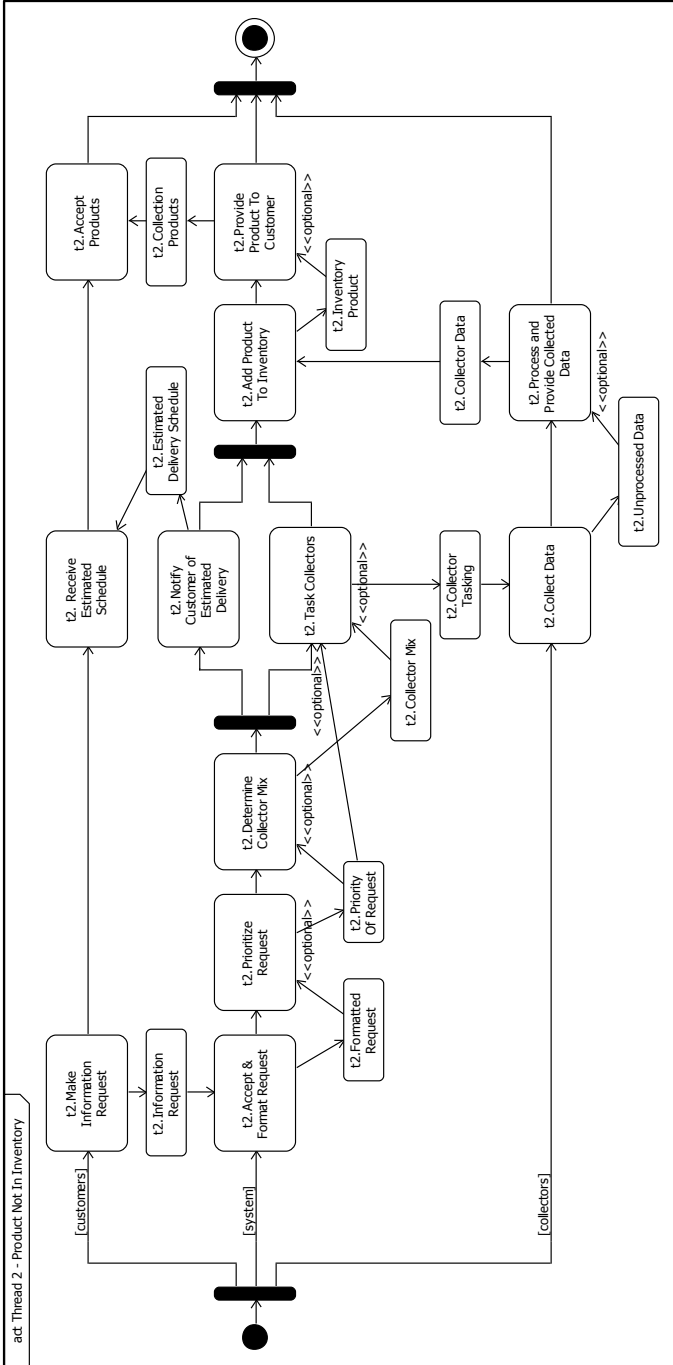 act Thread 2 - Product Not In Inventory
[customers]
[system]
[collectors]
t2.Make
Information
Request
t2.Information
Request
t2.Accept &
Format Request
t2.Formatted
Request
t2.Prioritize
Request
<<optional>>
t2.Priority
Of Request
t2.Determine
Collector Mix
<<optional>>
t2.Collector Mix
t2. Receive
Estimated
Schedule
t2.Notify
Customer of
Estimated
Delivery
t2.Estimated
Delivery Schedule
t2.Task Collectors
<<optional>>
<<optional>>
t2.Collector
Tasking
t2.Collect Data
t2.Unprocessed Data
t2.Add Product
To Inventory
t2.Inventory
Product
t2.Collector Data
t2.Process and
Provide Collected
Data
<<optional>>
t2.Accept
Products
t2.Collection
Products
t2.Provide
Product To
Customer
<<optional>>